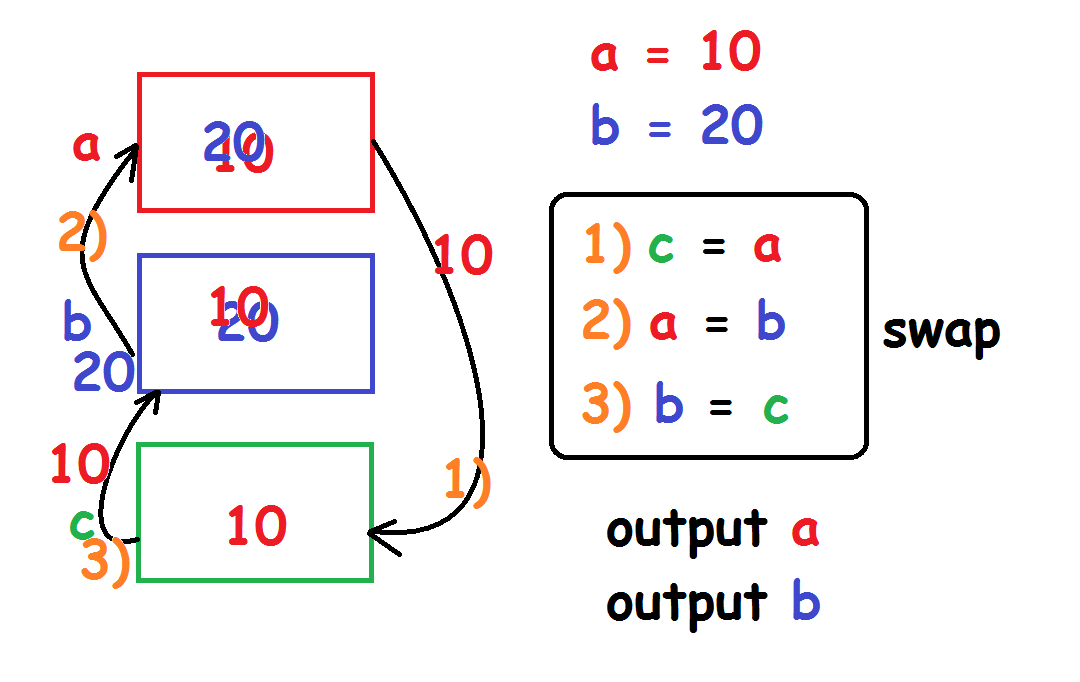 a = 10
b = 20
1) c = a
2) a = b
3) b = c
swap
output a
output b
a
20
10
2)
10
b
10
20
20
10
1)
c
10
3)